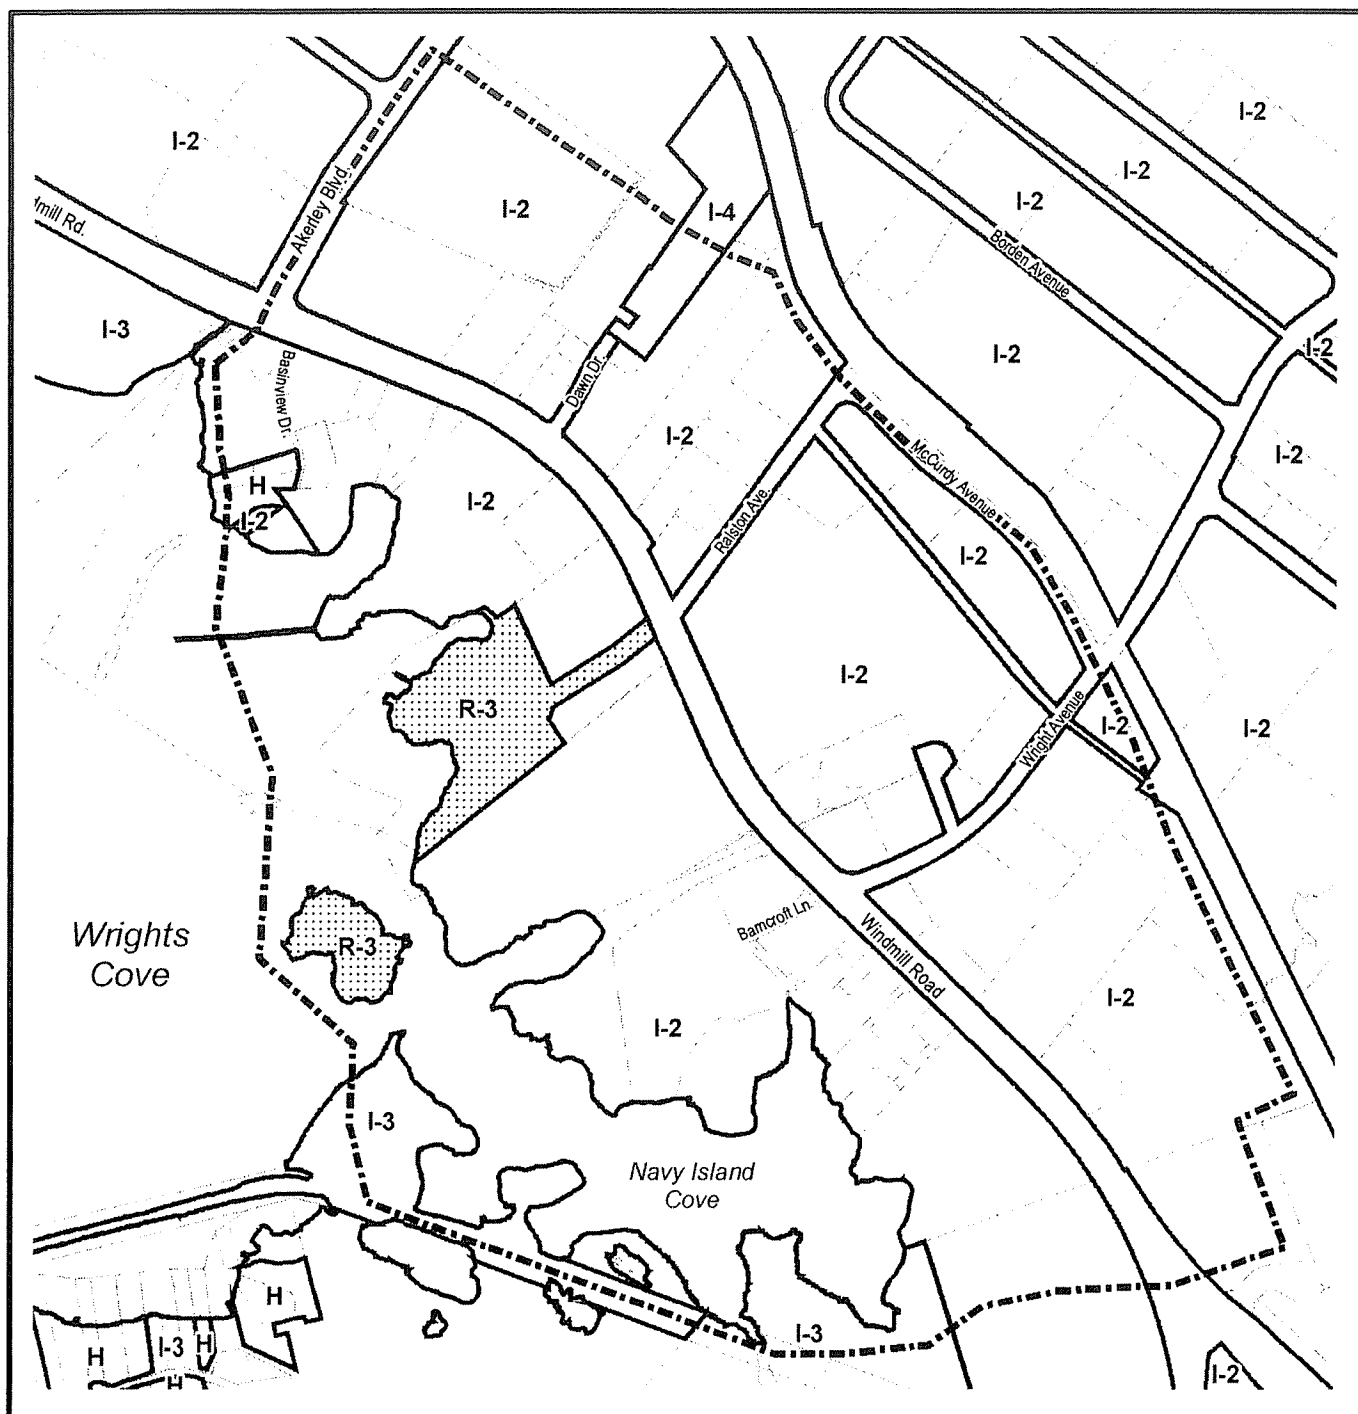 I-2
I-2
I-2
I-2
I-4
I-2
Borden Avenue
dmill Rd.
Akerley Blvd.
I-3
Basinview Dr.
Dawn Dr.
I-2
I-2
I-2
McCurdy Avenue
I-2
H
I-2
I-2
Ralston Ave.
I-2
R-3
I-2
I-2
I-2
Wright Avenue
Wrights
Cove
R-3
Barncroft Ln.
Windmill Road
I-2
I-2
I-3
Navy Island
Cove
H
I-3
H
I-3
H
H
I-2